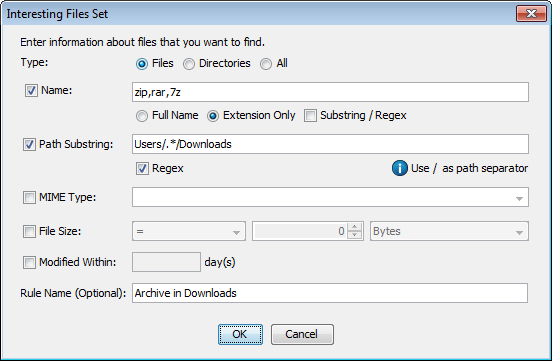 Interesting Files Set
Enter information about files that you want to find.
Type: Files Directories All
Name: zip,rar,7z
Full Name Extension Only Substring / Regex
Path Substring: Users/.*/Downloads
Regex Use / as path separator
MIME Type:
File Size: = 0 Bytes
Modified Within: day(s)
Rule Name (Optional): Archive in Downloads
OK Cancel